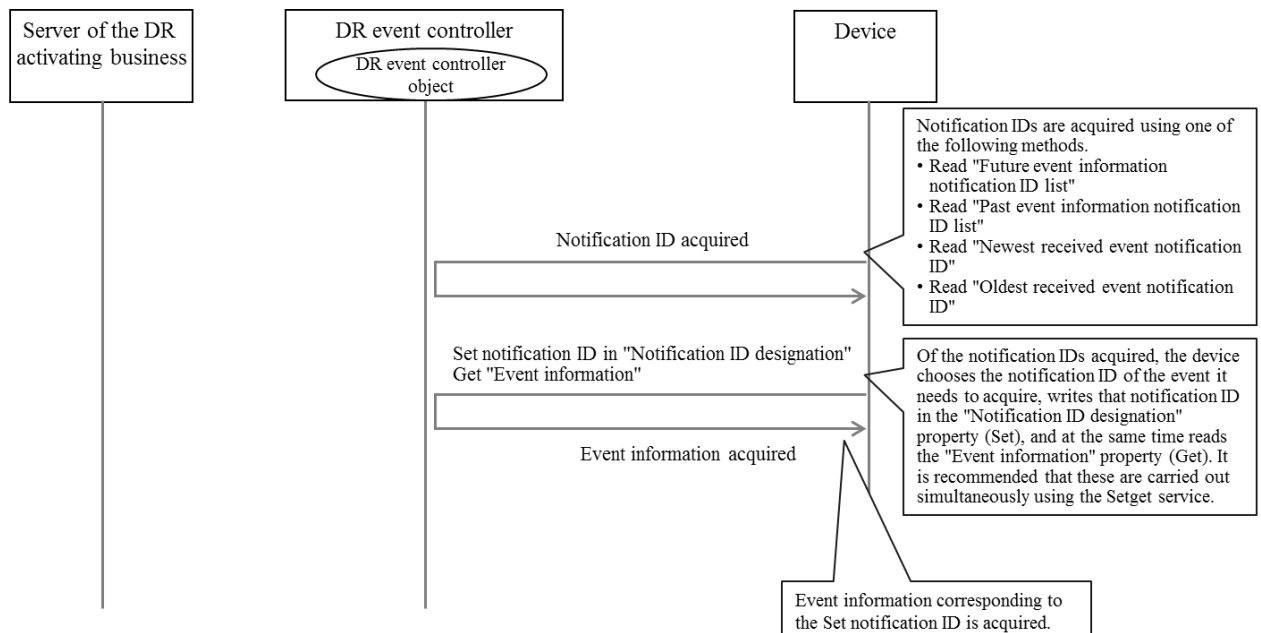 Server of the DR
activating business
DR event controller
DR event controller
object
Device
Notification IDs are acquired using one of
the following methods.
• Read "Future event information
notification ID list"
• Read "Past event information notification
ID list"
• Read "Newest received event notification
ID"
• Read "Oldest received event notification
ID"
Notification ID acquired
Set notification ID in "Notification ID designation"
Get "Event information"
Of the notification IDs acquired, the device
chooses the notification ID of the event it
needs to acquire, writes that notification ID
in the "Notification ID designation"
property (Set), and at the same time reads
the "Event information" property (Get). It
is recommended that these are carried out
simultaneously using the Setget service.
Event information acquired
Event information corresponding to
the Set notification ID is acquired.